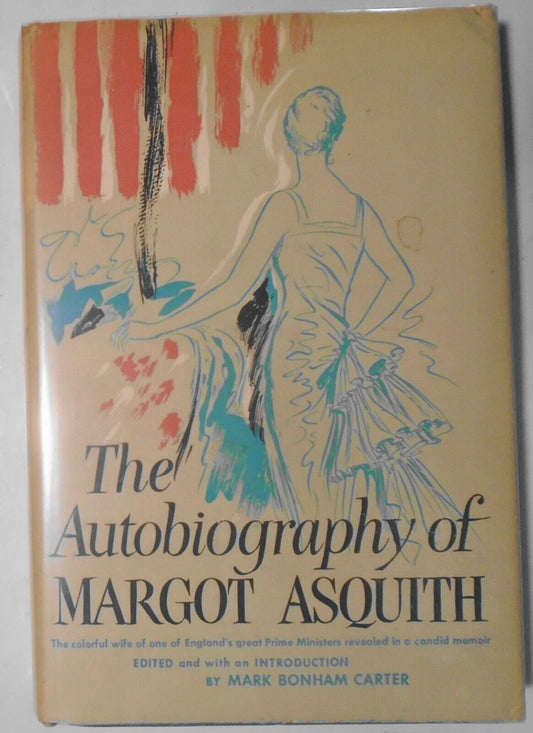 The
Autobiography of
MARGOT ASQUITH
The colorful wife of one of England's great Prime Ministers revealed in a candid memoir
EDITED and with an INTRODUCTION
BY MARK BONHAM CARTER